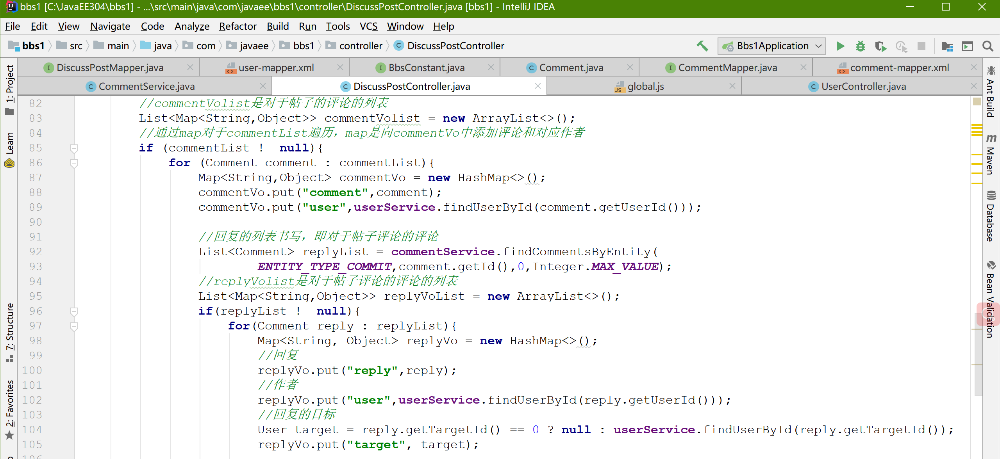 bbs1 [C:\JavaEE304\bbs1] - ...\src\main\java\com\javaee\bbs1\controller\DiscussPostController.java [bbs1] - IntelliJ IDEA
File Edit View Navigate Code Analyze Refactor Build Run Tools VCS Window Help
bbs1 src main java com javaee bbs1 controller DiscussPostController Bbs1Application
DiscussPostMapper.java user-mapper.xml BbsConstant.java Comment.java CommentMapper.java comment-mapper.xml
CommentService.java DiscussPostController.java global.js UserController.java
1: Project
Learn
7: Structure
2: Favorites
82 //commentVolist是对于帖子的评论的列表
83 List<Map<String,Object>> commentVolist = new ArrayList<>();
84 //通过map对于commentList遍历，map是向commentVo中添加评论和对应作者
85 if (commentList != null){
86 for (Comment comment : commentList){
87 Map<String,Object> commentVo = new HashMap<>();
88 commentVo.put("comment",comment);
89 commentVo.put("user",userService.findUserById(comment.getUserId()));
90
91 //回复的列表书写，即对于帖子评论的评论
92 List<Comment> replyList = commentService.findCommentsByEntity(
93 ENTITY_TYPE_COMMIT,comment.getId(),0,Integer.MAX_VALUE);
94 //replyVolist是对于帖子评论的评论的列表
95 List<Map<String,Object>> replyVoList = new ArrayList<>();
96 if(replyList != null){
97 for(Comment reply : replyList){
98 Map<String, Object> replyVo = new HashMap<>();
99 //回复
100 replyVo.put("reply",reply);
101 //作者
102 replyVo.put("user",userService.findUserById(reply.getUserId()));
103 //回复的目标
104 User target = reply.getTargetId() == 0 ? null : userService.findUserById(reply.getTargetId());
105 replyVo.put("target", target);
106
Ant Build
Maven
Database
Bean Validation